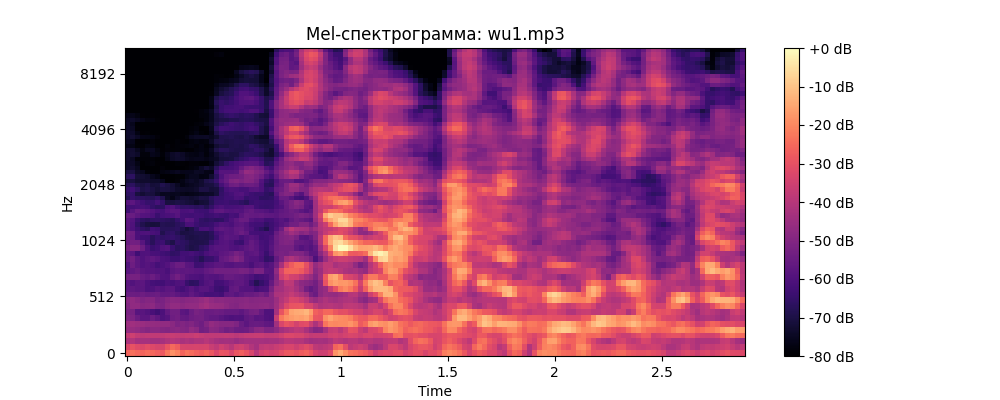 Mel-спектрограмма: wu1.mp3
8192
4096
2048
1024
512
0
Hz
0
0.5
1
1.5
2
2.5
Time
+0 dB
-10 dB
-20 dB
-30 dB
-40 dB
-50 dB
-60 dB
-70 dB
-80 dB